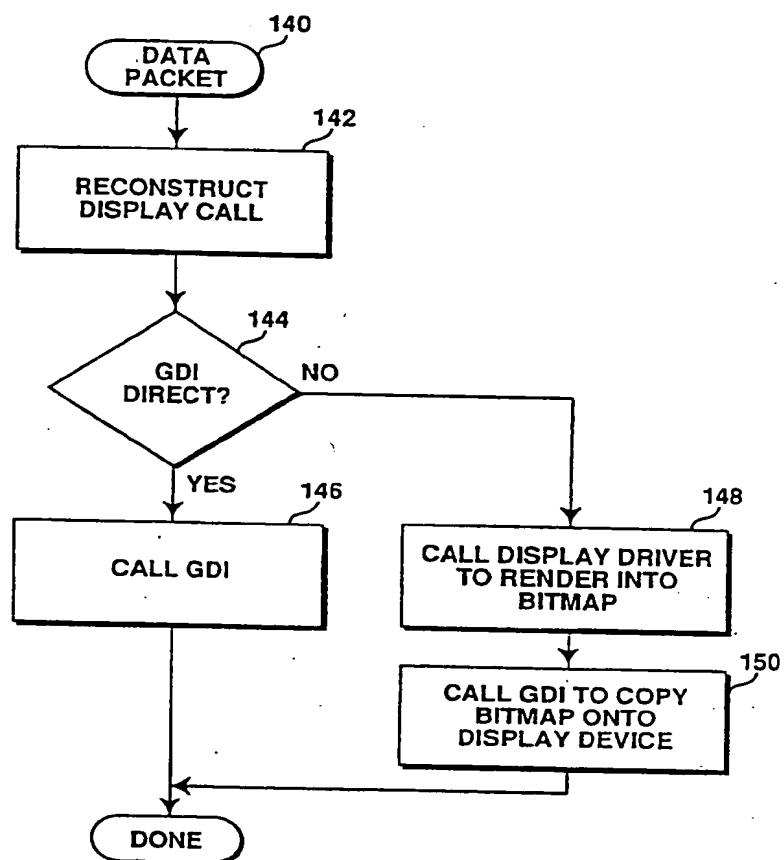 140
DATA
PACKET
142
RECONSTRUCT
DISPLAY CALL
144
GDI
DIRECT?
NO
YES
146
CALL GDI
148
CALL DISPLAY DRIVER
TO RENDER INTO
BITMAP
150
CALL GDI TO COPY
BITMAP ONTO
DISPLAY DEVICE
DONE